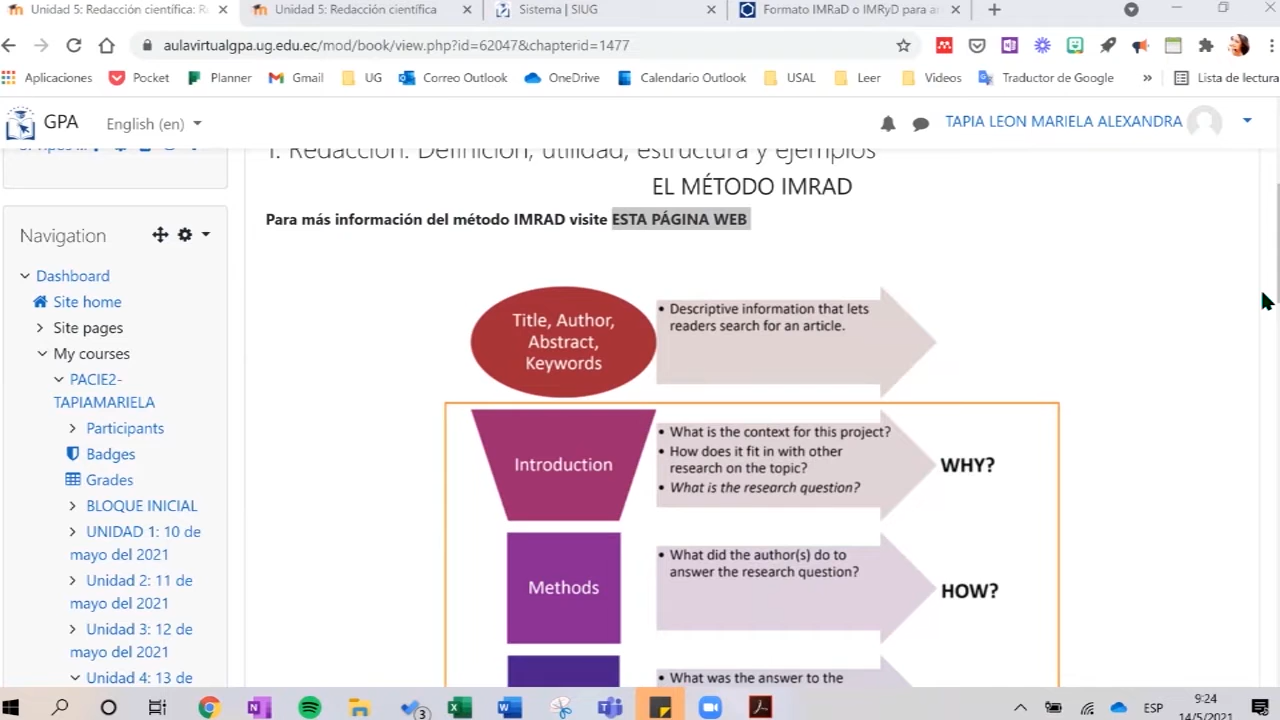 Unidad 5: Redacción científica: R
Unidad 5: Redacción científica
Sistema | SIUG
Formato IMRaD o IMRyD para ar
aulavirtualgpa.ug.edu.ec/mod/book/view.php?id=62047&chapterid=1477
Aplicaciones
Pocket
Planner
Gmail
UG
Correo Outlook
OneDrive
Calendario Outlook
USAL
Leer
Videos
Traductor de Google
»
Lista de lectura
GPA
English (en)
TAPIA LEON MARIELA ALEXANDRA
1. Redacción: Definición, utilidad, estructura y ejemplos
EL MÉTODO IMRAD
Para más información del método IMRAD visite ESTA PÁGINA WEB
Navigation
Dashboard
Site home
Site pages
My courses
PACIE2-
TAPIAMARIELA
Participants
Badges
Grades
BLOQUE INICIAL
UNIDAD 1: 10 de
mayo del 2021
Unidad 2: 11 de
mayo del 2021
Unidad 3: 12 de
mayo del 2021
Unidad 4: 13 de
Title, Author,
Abstract,
Keywords
• Descriptive information that lets
readers search for an article.
Introduction
• What is the context for this project?
• How does it fit in with other
research on the topic?
• What is the research question?
WHY?
Methods
• What did the author(s) do to
answer the research question?
HOW?
• What was the answer to the
3
ESP
9:24
14/5/2021